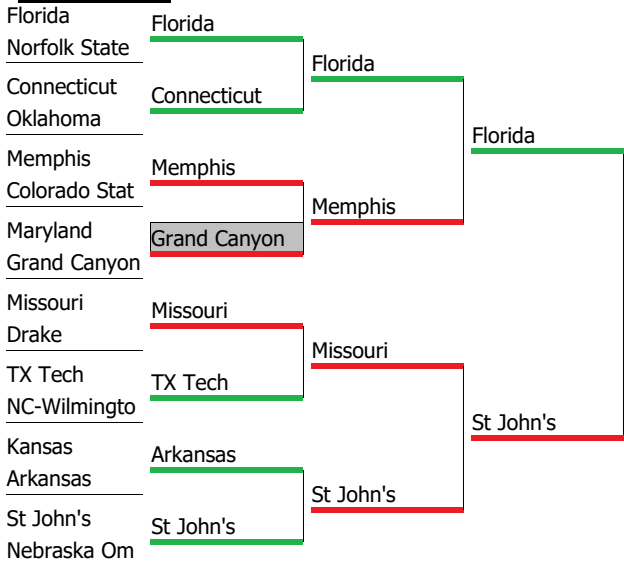 Florida
Norfolk State
Connecticut
Oklahoma
Memphis
Colorado Stat
Maryland
Grand Canyon
Missouri
Drake
TX Tech
NC-Wilmingto
Kansas
Arkansas
St John's
Nebraska Om
Florida
Connecticut
Memphis
Grand Canyon
Missouri
TX Tech
Arkansas
St John's
Florida
Memphis
Missouri
St John's
Florida
St John's